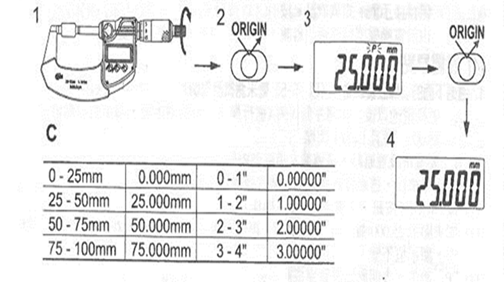 1
2
ORIGIN
3
P mm
25.000
ORIGIN
4
25.000
C
0 - 25mm 0.000mm 0 - 1" 0.00000"
25 - 50mm 25.000mm 1 - 2" 1.00000"
50 - 75mm 50.000mm 2 - 3" 2.00000"
75 - 100mm 75.000mm 3 - 4" 3.00000"